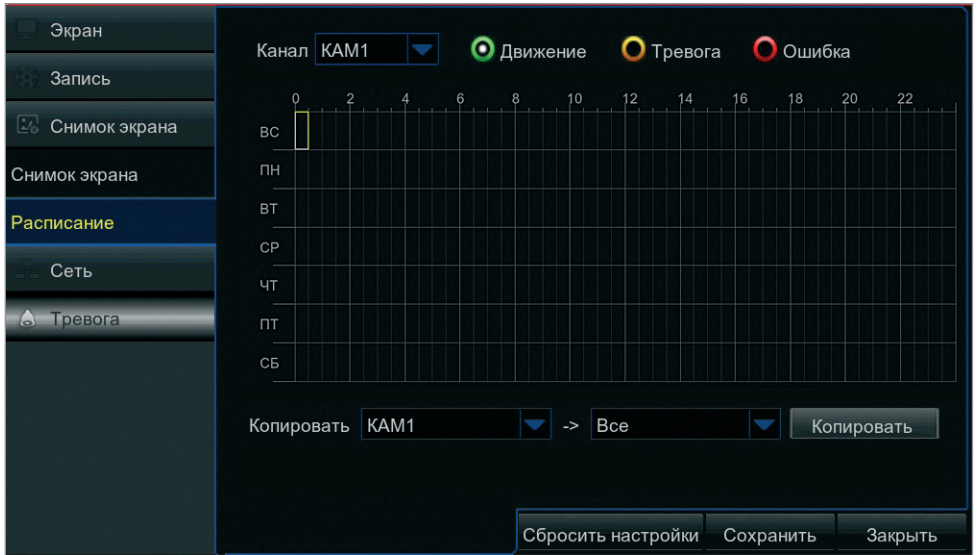 Экран
Запись
Снимок экрана
Снимок экрана
Расписание
Сеть
Тревога
Канал КАМ1 Движение Тревога Ошибка
0 2 4 6 8 10 12 14 16 18 20 22
ВС
ПН
ВТ
СР
ЧТ
ПТ
СБ
Копировать КАМ1 -> Все Копировать
Сбросить настройки Сохранить Закрыть